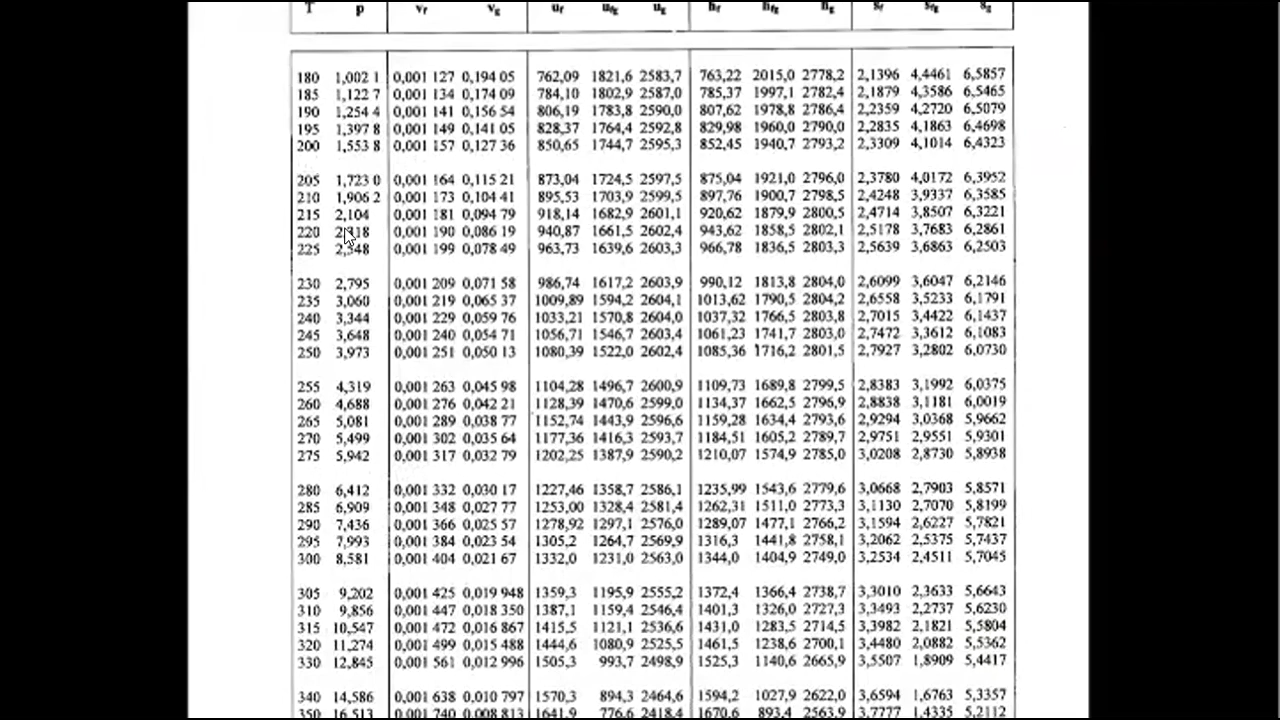 T p vf vg uf ufg ug hf hfg hg sf sfg sg
180 1,002 1 0,001 127 0,194 05 762,09 1821,6 2583,7 763,22 2015,0 2778,2 2,1396 4,4461 6,5857
185 1,122 7 0,001 134 0,174 09 784,10 1802,9 2587,0 785,37 1997,1 2782,4 2,1879 4,3586 6,5465
190 1,254 4 0,001 141 0,156 54 806,19 1783,8 2590,0 807,62 1978,8 2786,4 2,2359 4,2720 6,5079
195 1,397 8 0,001 149 0,141 05 828,37 1764,4 2592,8 829,98 1960,0 2790,0 2,2835 4,1863 6,4698
200 1,553 8 0,001 157 0,127 36 850,65 1744,7 2595,3 852,45 1940,7 2793,2 2,3309 4,1014 6,4323
205 1,723 0 0,001 164 0,115 21 873,04 1724,5 2597,5 875,04 1921,0 2796,0 2,3780 4,0172 6,3952
210 1,906 2 0,001 173 0,104 41 895,53 1703,9 2599,5 897,76 1900,7 2798,5 2,4248 3,9337 6,3585
215 2,104 0,001 181 0,094 79 918,14 1682,9 2601,1 920,62 1879,9 2800,5 2,4714 3,8507 6,3221
220 2,318 0,001 190 0,086 19 940,87 1661,5 2602,4 943,62 1858,5 2802,1 2,5178 3,7683 6,2861
225 2,548 0,001 199 0,078 49 963,73 1639,6 2603,3 966,78 1836,5 2803,3 2,5639 3,6863 6,2503
230 2,795 0,001 209 0,071 58 986,74 1617,2 2603,9 990,12 1813,8 2804,0 2,6099 3,6047 6,2146
235 3,060 0,001 219 0,065 37 1009,89 1594,2 2604,1 1013,62 1790,5 2804,2 2,6558 3,5233 6,1791
240 3,344 0,001 229 0,059 76 1033,21 1570,8 2604,0 1037,32 1766,5 2803,8 2,7015 3,4422 6,1437
245 3,648 0,001 240 0,054 71 1056,71 1546,7 2603,4 1061,23 1741,7 2803,0 2,7472 3,3612 6,1083
250 3,973 0,001 251 0,050 13 1080,39 1522,0 2602,4 1085,36 1716,2 2801,5 2,7927 3,2802 6,0730
255 4,319 0,001 263 0,045 98 1104,28 1496,7 2600,9 1109,73 1689,8 2799,5 2,8383 3,1992 6,0375
260 4,688 0,001 276 0,042 21 1128,39 1470,6 2599,0 1134,37 1662,5 2796,9 2,8838 3,1181 6,0019
265 5,081 0,001 289 0,038 77 1152,74 1443,9 2596,6 1159,28 1634,4 2793,6 2,9294 3,0368 5,9662
270 5,499 0,001 302 0,035 64 1177,36 1416,3 2593,7 1184,51 1605,2 2789,7 2,9751 2,9551 5,9301
275 5,942 0,001 317 0,032 79 1202,25 1387,9 2590,2 1210,07 1574,9 2785,0 3,0208 2,8730 5,8938
280 6,412 0,001 332 0,030 17 1227,46 1358,7 2586,1 1235,99 1543,6 2779,6 3,0668 2,7903 5,8571
285 6,909 0,001 348 0,027 77 1253,00 1328,4 2581,4 1262,31 1511,0 2773,3 3,1130 2,7070 5,8199
290 7,436 0,001 366 0,025 57 1278,92 1297,1 2576,0 1289,07 1477,1 2766,2 3,1594 2,6227 5,7821
295 7,993 0,001 384 0,023 54 1305,2 1264,7 2569,9 1316,3 1441,8 2758,1 3,2062 2,5375 5,7437
300 8,581 0,001 404 0,021 67 1332,0 1231,0 2563,0 1344,0 1404,9 2749,0 3,2534 2,4511 5,7045
305 9,202 0,001 425 0,019 948 1359,3 1195,9 2555,2 1372,4 1366,4 2738,7 3,3010 2,3633 5,6643
310 9,856 0,001 447 0,018 350 1387,1 1159,4 2546,4 1401,3 1326,0 2727,3 3,3493 2,2737 5,6230
315 10,547 0,001 472 0,016 867 1415,5 1121,1 2536,6 1431,0 1283,5 2714,5 3,3982 2,1821 5,5804
320 11,274 0,001 499 0,015 488 1444,6 1080,9 2525,5 1461,5 1238,6 2700,1 3,4480 2,0882 5,5362
330 12,845 0,001 561 0,012 996 1505,3 993,7 2498,9 1525,3 1140,6 2665,9 3,5507 1,8909 5,4417
340 14,586 0,001 638 0,010 797 1570,3 894,3 2464,6 1594,2 1027,9 2622,0 3,6594 1,6763 5,3357
350 16,513 0,001 740 0,008 813 1641,9 776,6 2418,4 1670,6 893,4 2563,9 3,7777 1,4335 5,2112